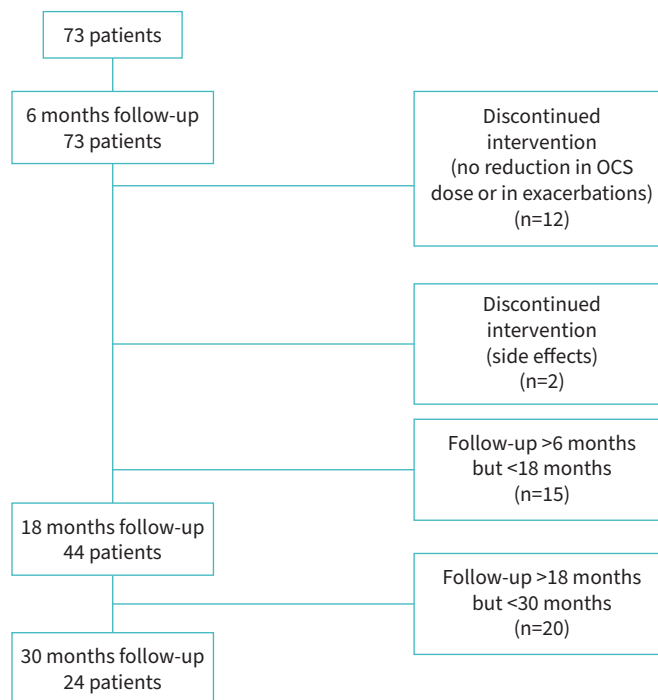 73 patients
6 months follow-up
73 patients
Discontinued
intervention
(no reduction in OCS
dose or in exacerbations)
(n=12)
Discontinued
intervention
(side effects)
(n=2)
Follow-up >6 months
but <18 months
(n=15)
18 months follow-up
44 patients
Follow-up >18 months
but <30 months
(n=20)
30 months follow-up
24 patients